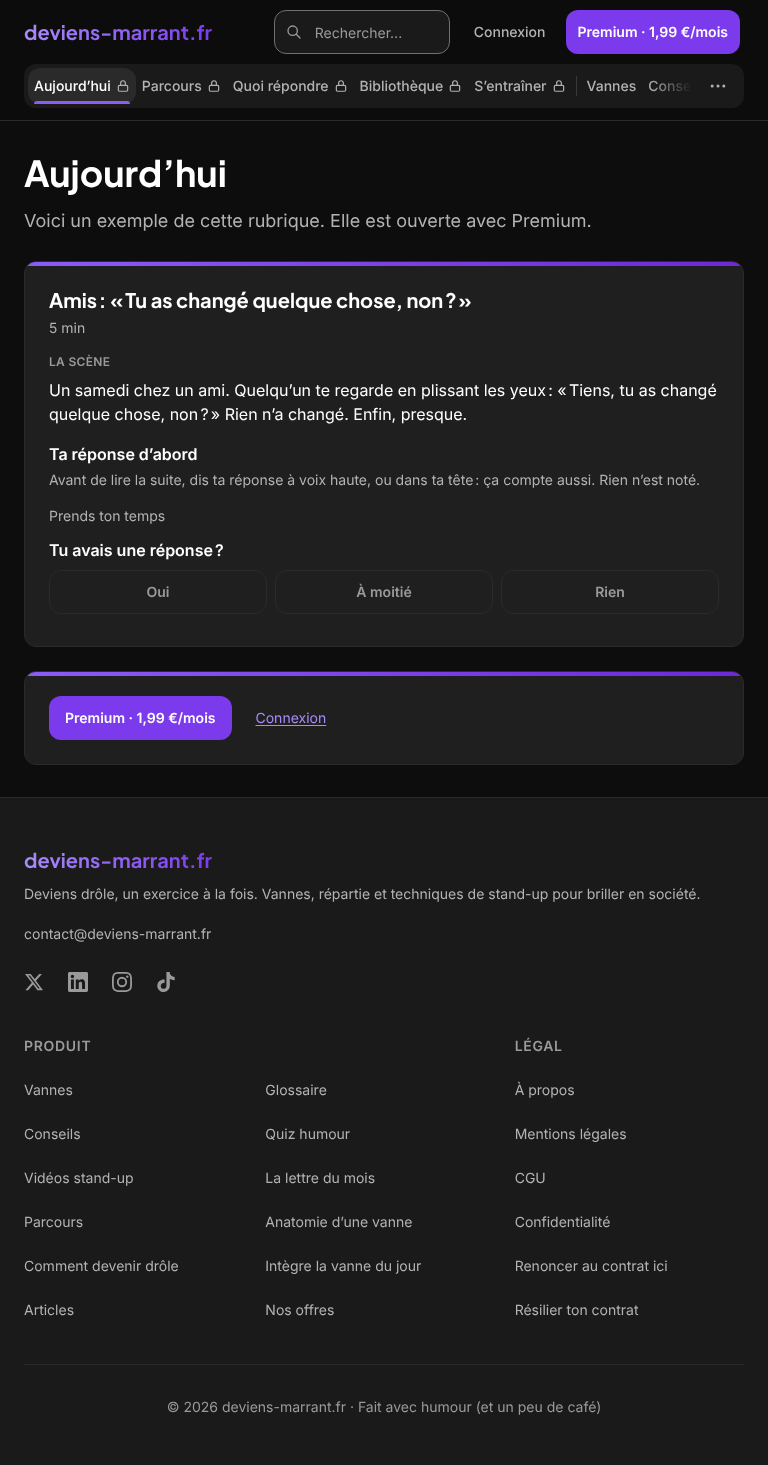 deviens-marrant.fr
Rechercher...
Connexion
Premium · 1,99 €/mois
Aujourd’hui
Parcours
Quoi répondre
Bibliothèque
S’entraîner
Vannes
Conse
Aujourd’hui
Voici un exemple de cette rubrique. Elle est ouverte avec Premium.
Amis : « Tu as changé quelque chose, non ? »
5 min
LA SCÈNE
Un samedi chez un ami. Quelqu’un te regarde en plissant les yeux : « Tiens, tu as changé
quelque chose, non ? » Rien n’a changé. Enfin, presque.
Ta réponse d’abord
Avant de lire la suite, dis ta réponse à voix haute, ou dans ta tête : ça compte aussi. Rien n’est noté.
Prends ton temps
Tu avais une réponse ?
Oui
À moitié
Rien
Premium · 1,99 €/mois
Connexion
deviens-marrant.fr
Deviens drôle, un exercice à la fois. Vannes, répartie et techniques de stand-up pour briller en société.
contact@deviens-marrant.fr
PRODUIT
Vannes
Conseils
Vidéos stand-up
Parcours
Comment devenir drôle
Articles
Glossaire
Quiz humour
La lettre du mois
Anatomie d’une vanne
Intègre la vanne du jour
Nos offres
LÉGAL
À propos
Mentions légales
CGU
Confidentialité
Renoncer au contrat ici
Résilier ton contrat
© 2026 deviens-marrant.fr · Fait avec humour (et un peu de café)